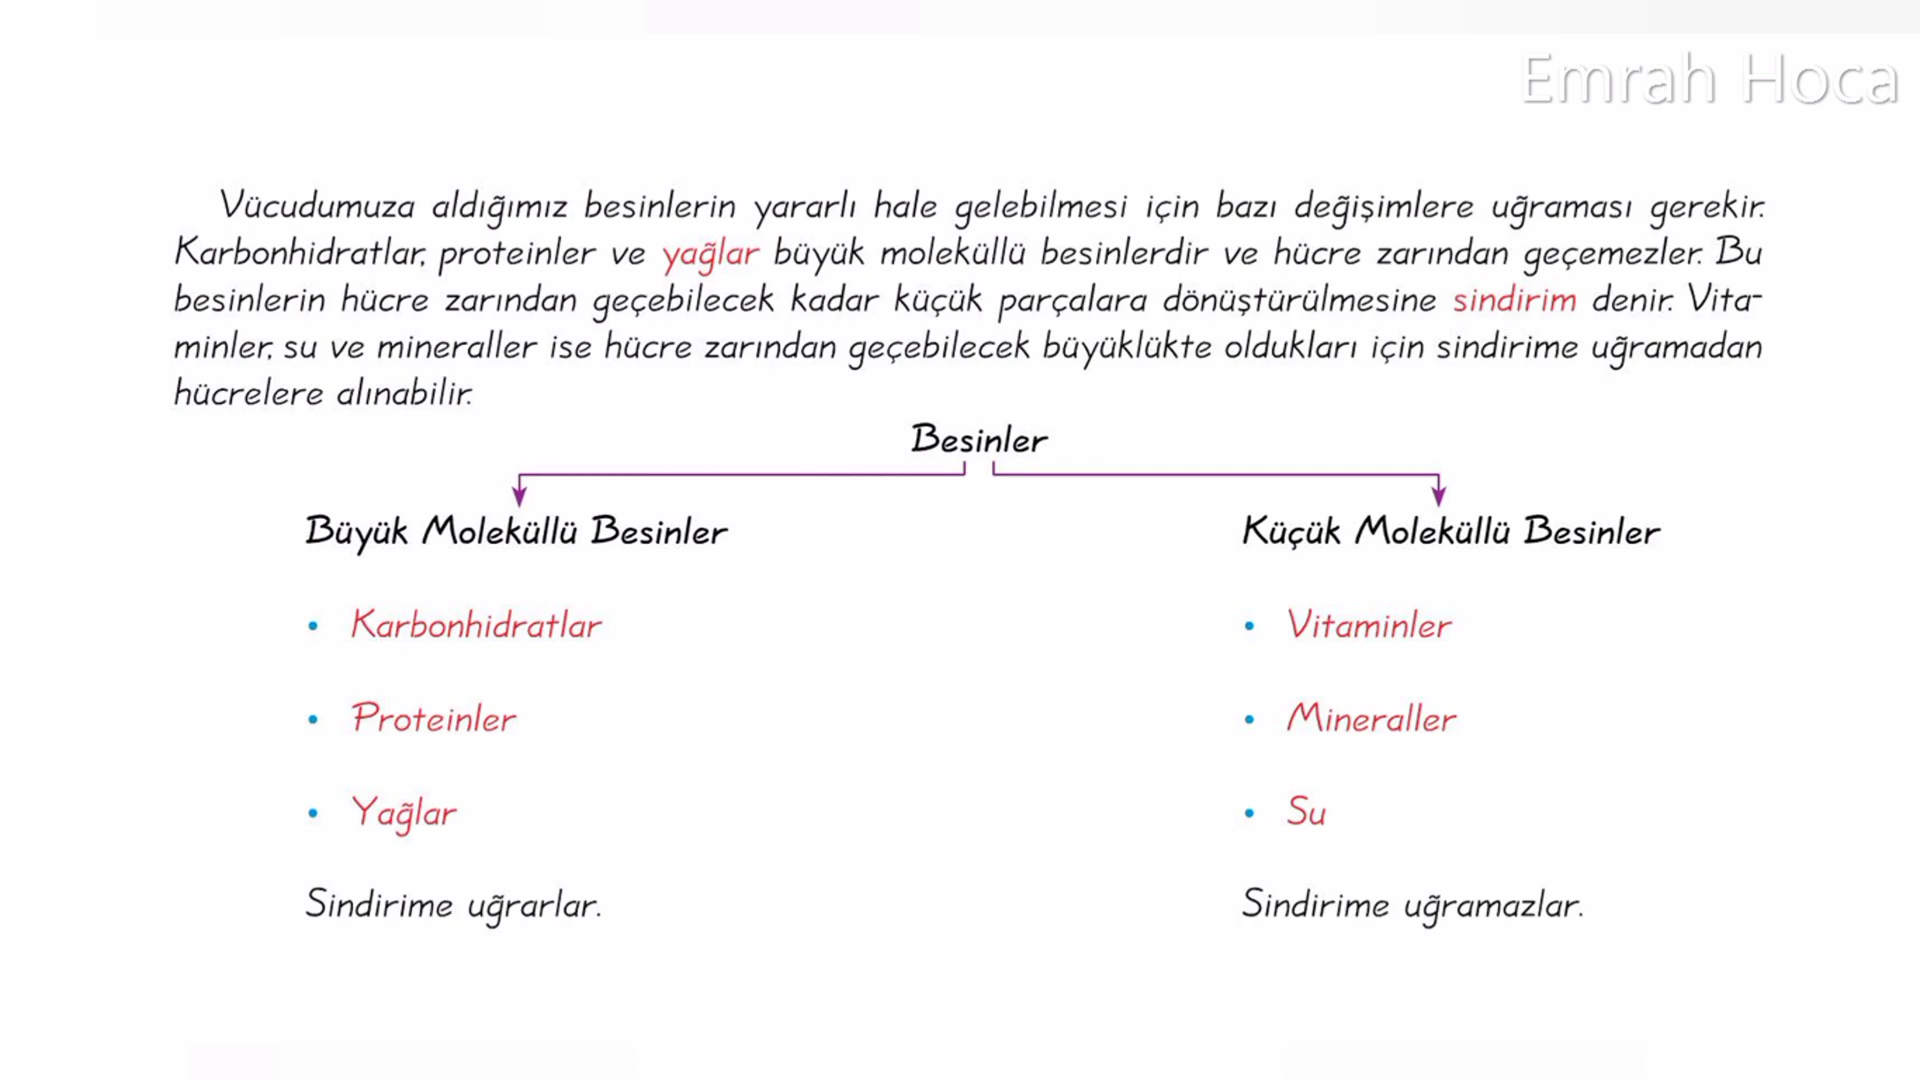 Emrah Hoca
Vücudumuza aldığımız besinlerin yararlı hale gelebilmesi için bazı değişimlere uğraması gerekir.
Karbonhidratlar, proteinler ve yağlar büyük moleküllü besinlerdir ve hücre zarından geçemezler. Bu
besinlerin hücre zarından geçebilecek kadar küçük parçalara dönüştürülmesine sindirim denir. Vita-
minler, su ve mineraller ise hücre zarından geçebilecek büyüklükte oldukları için sindirime uğramadan
hücrelere alınabilir.
Besinler
Büyük Moleküllü Besinler
• Karbonhidratlar
• Proteinler
• Yağlar
Sindirime uğrarlar.
Küçük Moleküllü Besinler
• Vitaminler
• Mineraller
• Su
Sindirime uğramazlar.